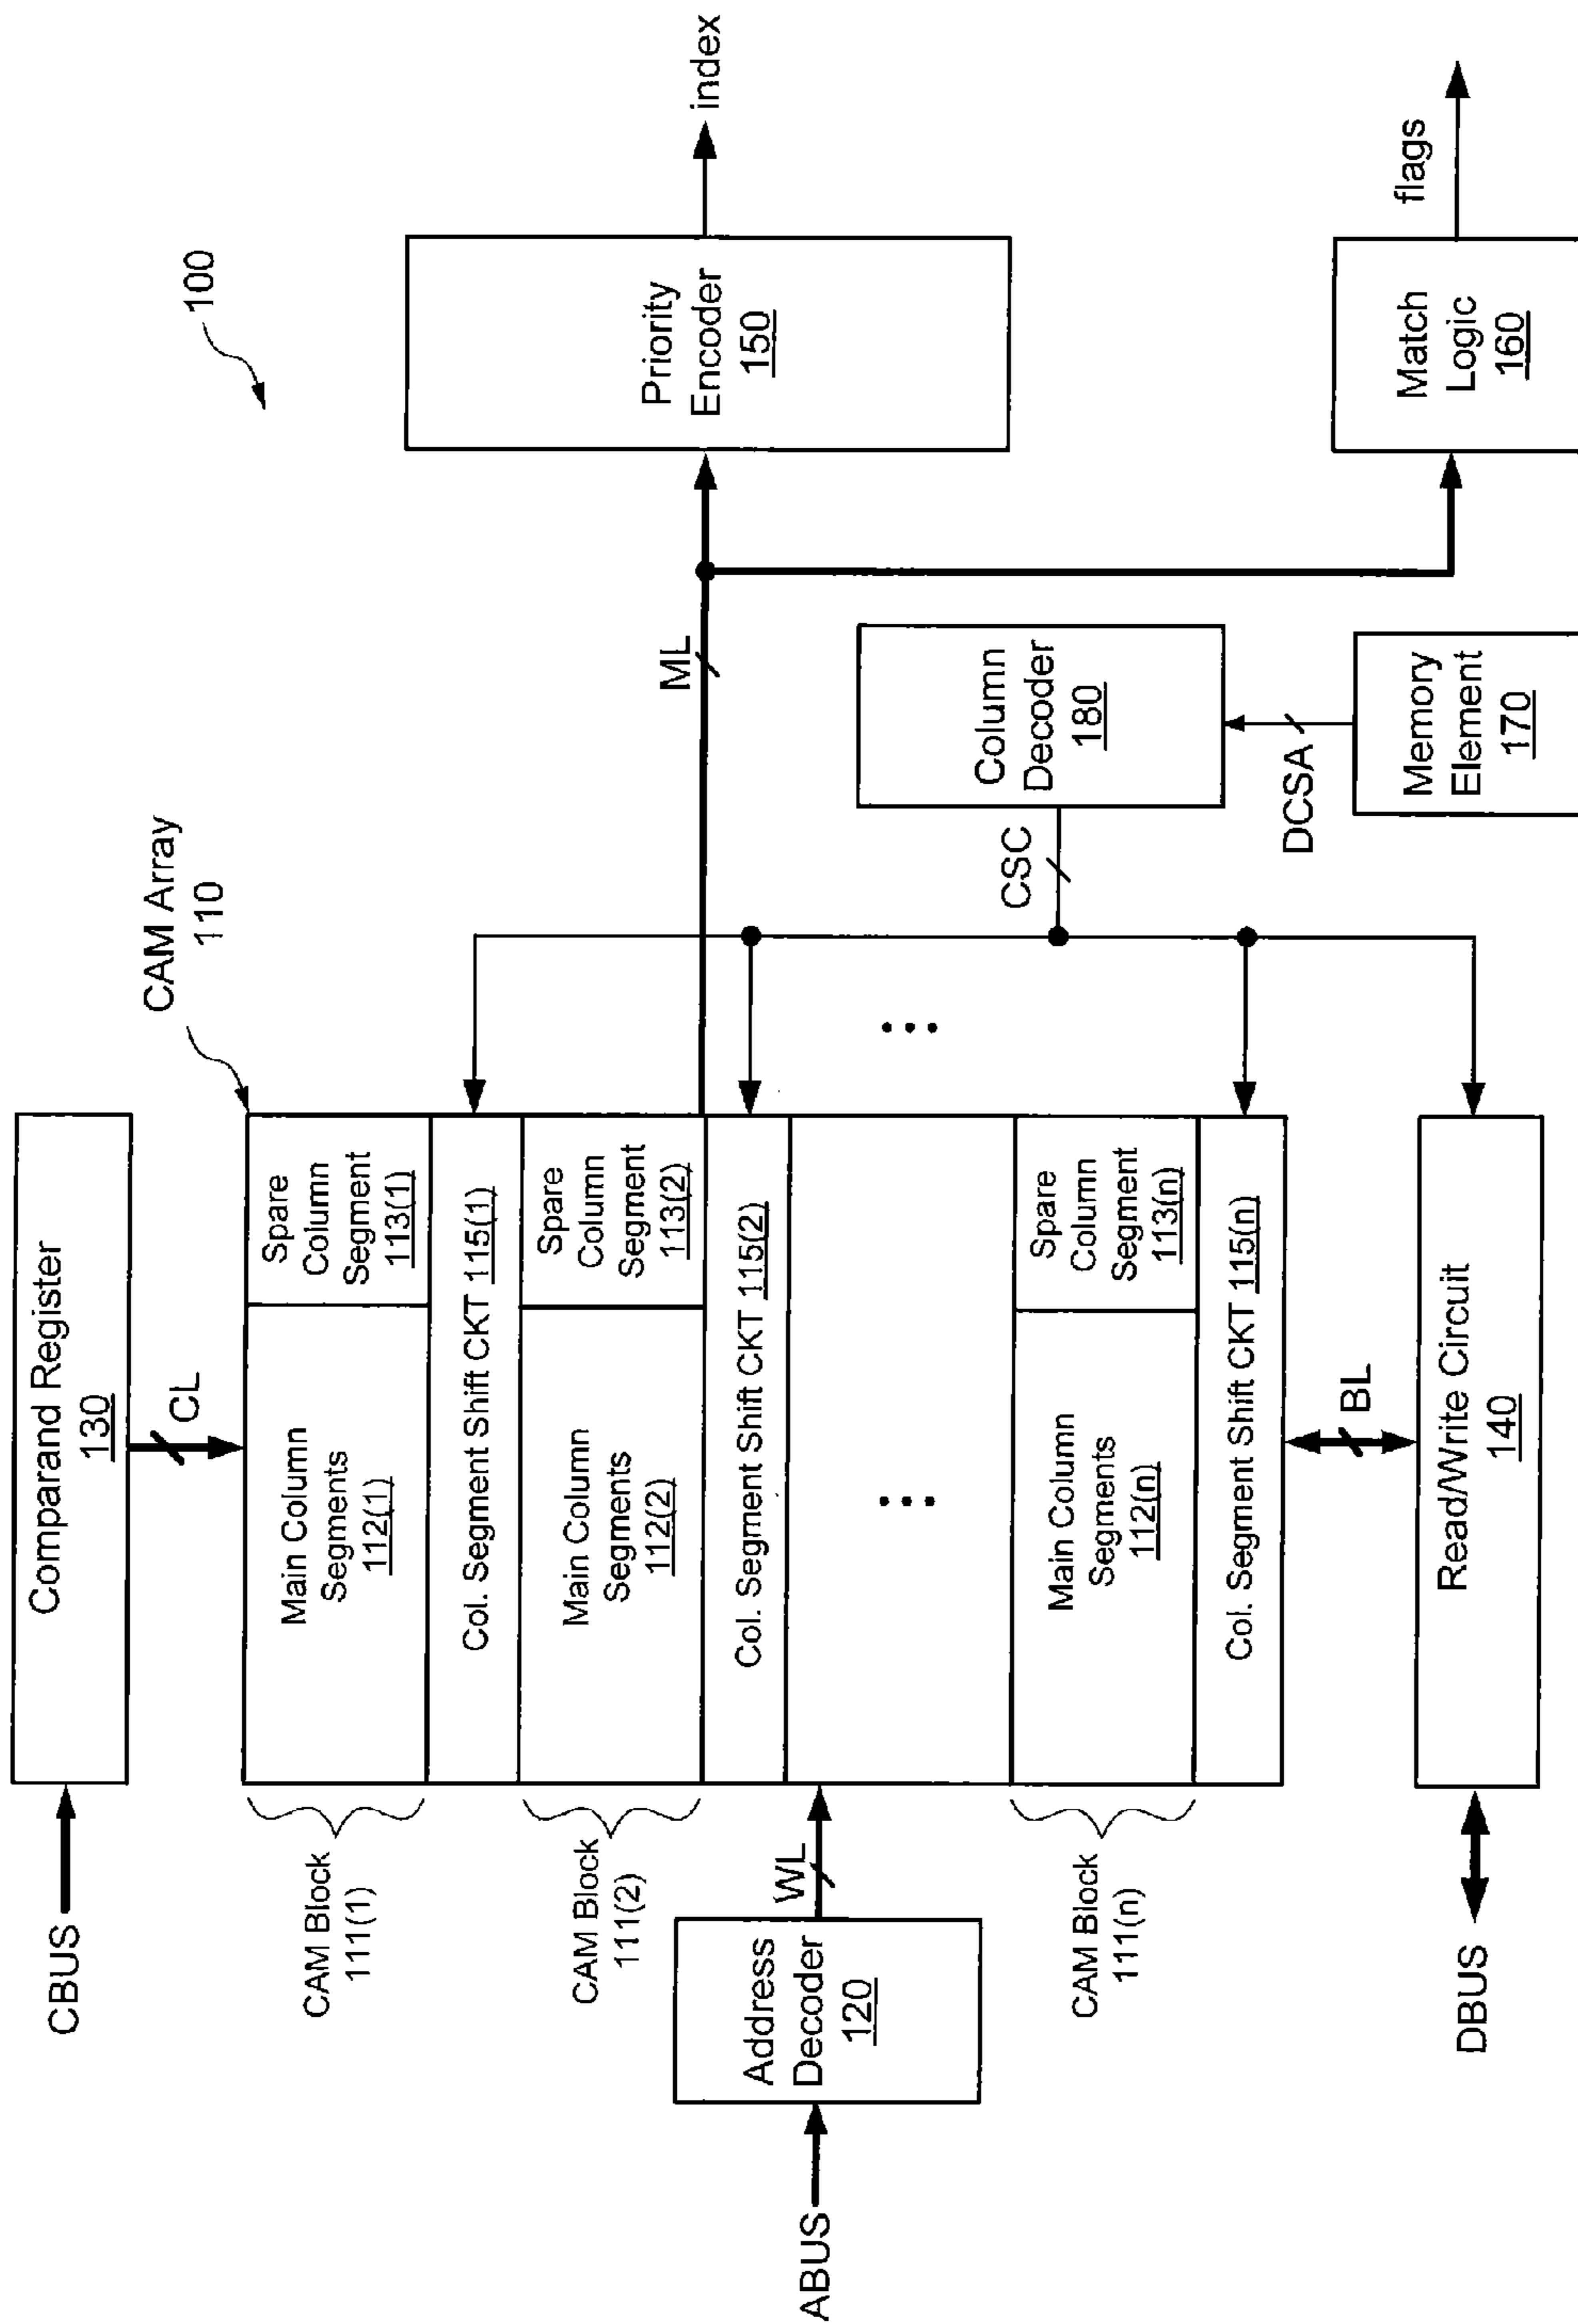 100
CBUS
Comparand Register
130
CL
CAM Array
110
CAM Block
111(1)
Main Column
Segments
112(1)
Spare
Column
Segment
113(1)
Col. Segment Shift CKT 115(1)
CAM Block
111(2)
Main Column
Segments
112(2)
Spare
Column
Segment
113(2)
Col. Segment Shift CKT 115(2)
ABUS
Address
Decoder
120
WL
...
...
CAM Block
111(n)
Main Column
Segments
112(n)
Spare
Column
Segment
113(n)
Col. Segment Shift CKT 115(n)
BL
DBUS
Read/Write Circuit
140
ML
Priority
Encoder
150
index
CSC
Column
Decoder
180
DCSA
Memory
Element
170
Match
Logic
160
flags